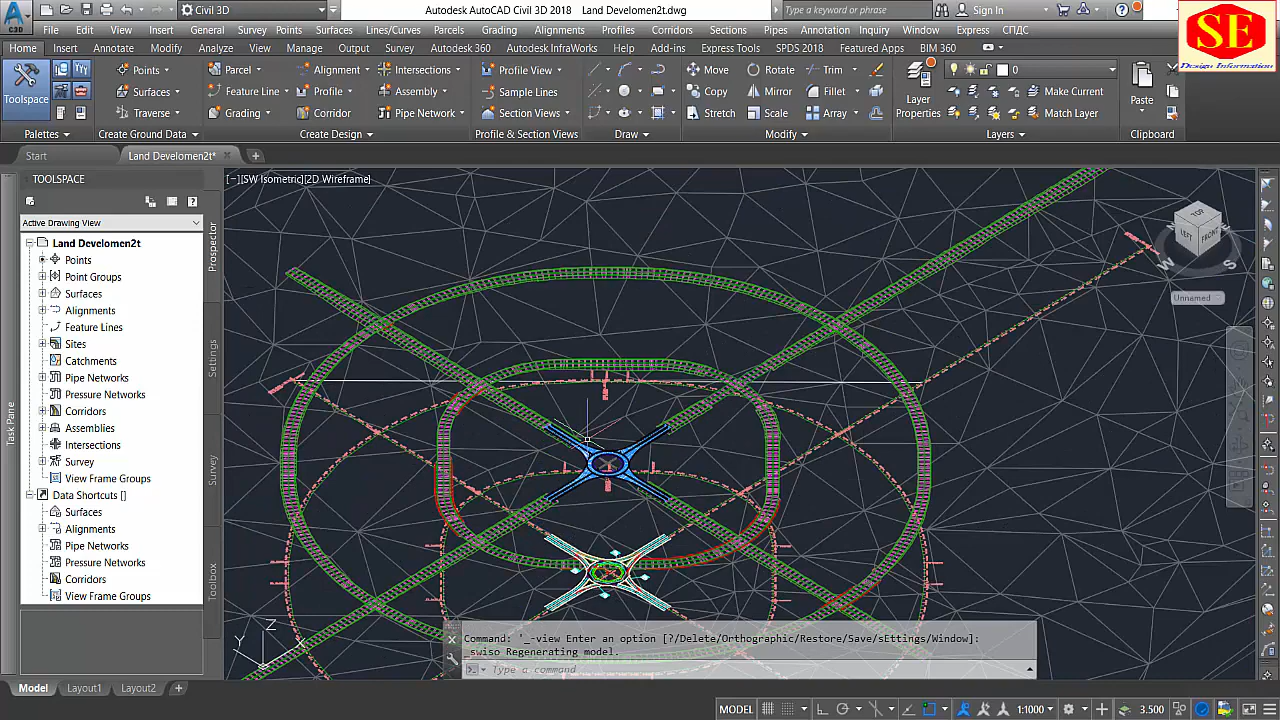 Civil 3D
Autodesk AutoCAD Civil 3D 2018 Land Developmen2t.dwg
Type a keyword or phrase
Sign In
C3D
File Edit View Insert General Survey Points Surfaces Lines/Curves Parcels Grading Alignments Profiles Corridors Sections Pipes Annotation Inquiry Window Express СПДС
SE
Design Information
Home Insert Annotate Modify Analyze View Manage Output Survey Autodesk 360 Autodesk InfraWorks Help Add-ins Express Tools SPDS 2018 Featured Apps BIM 360
Toolspace
Points
Surfaces
Traverse
Parcel
Feature Line
Grading
Alignment
Profile
Corridor
Intersections
Assembly
Pipe Network
Profile View
Sample Lines
Section Views
Move Rotate Trim
Copy Mirror Fillet
Stretch Scale Array
Layer Properties
0
Make Current
Match Layer
Paste
Palettes Create Ground Data Create Design Profile & Section Views Draw Modify Layers Clipboard
Start
Land Developmen2t*
TOOLSPACE
Active Drawing View
Land Developmen2t
Points
Point Groups
Surfaces
Alignments
Feature Lines
Sites
Catchments
Pipe Networks
Pressure Networks
Corridors
Assemblies
Intersections
Survey
View Frame Groups
Data Shortcuts []
Surfaces
Alignments
Pipe Networks
Pressure Networks
Corridors
View Frame Groups
Prospector
Settings
Survey
Toolbox
Task Pane
[−][SW Isometric][2D Wireframe]
TOP
LEFT
FRONT
W
S
Unnamed
Z
Y
X
Command: '_-view Enter an option [?/Delete/Orthographic/Restore/Save/sEttings/Window]:
_swiso Regenerating model.
Type a command
Model Layout1 Layout2
MODEL
1:1000
3.500